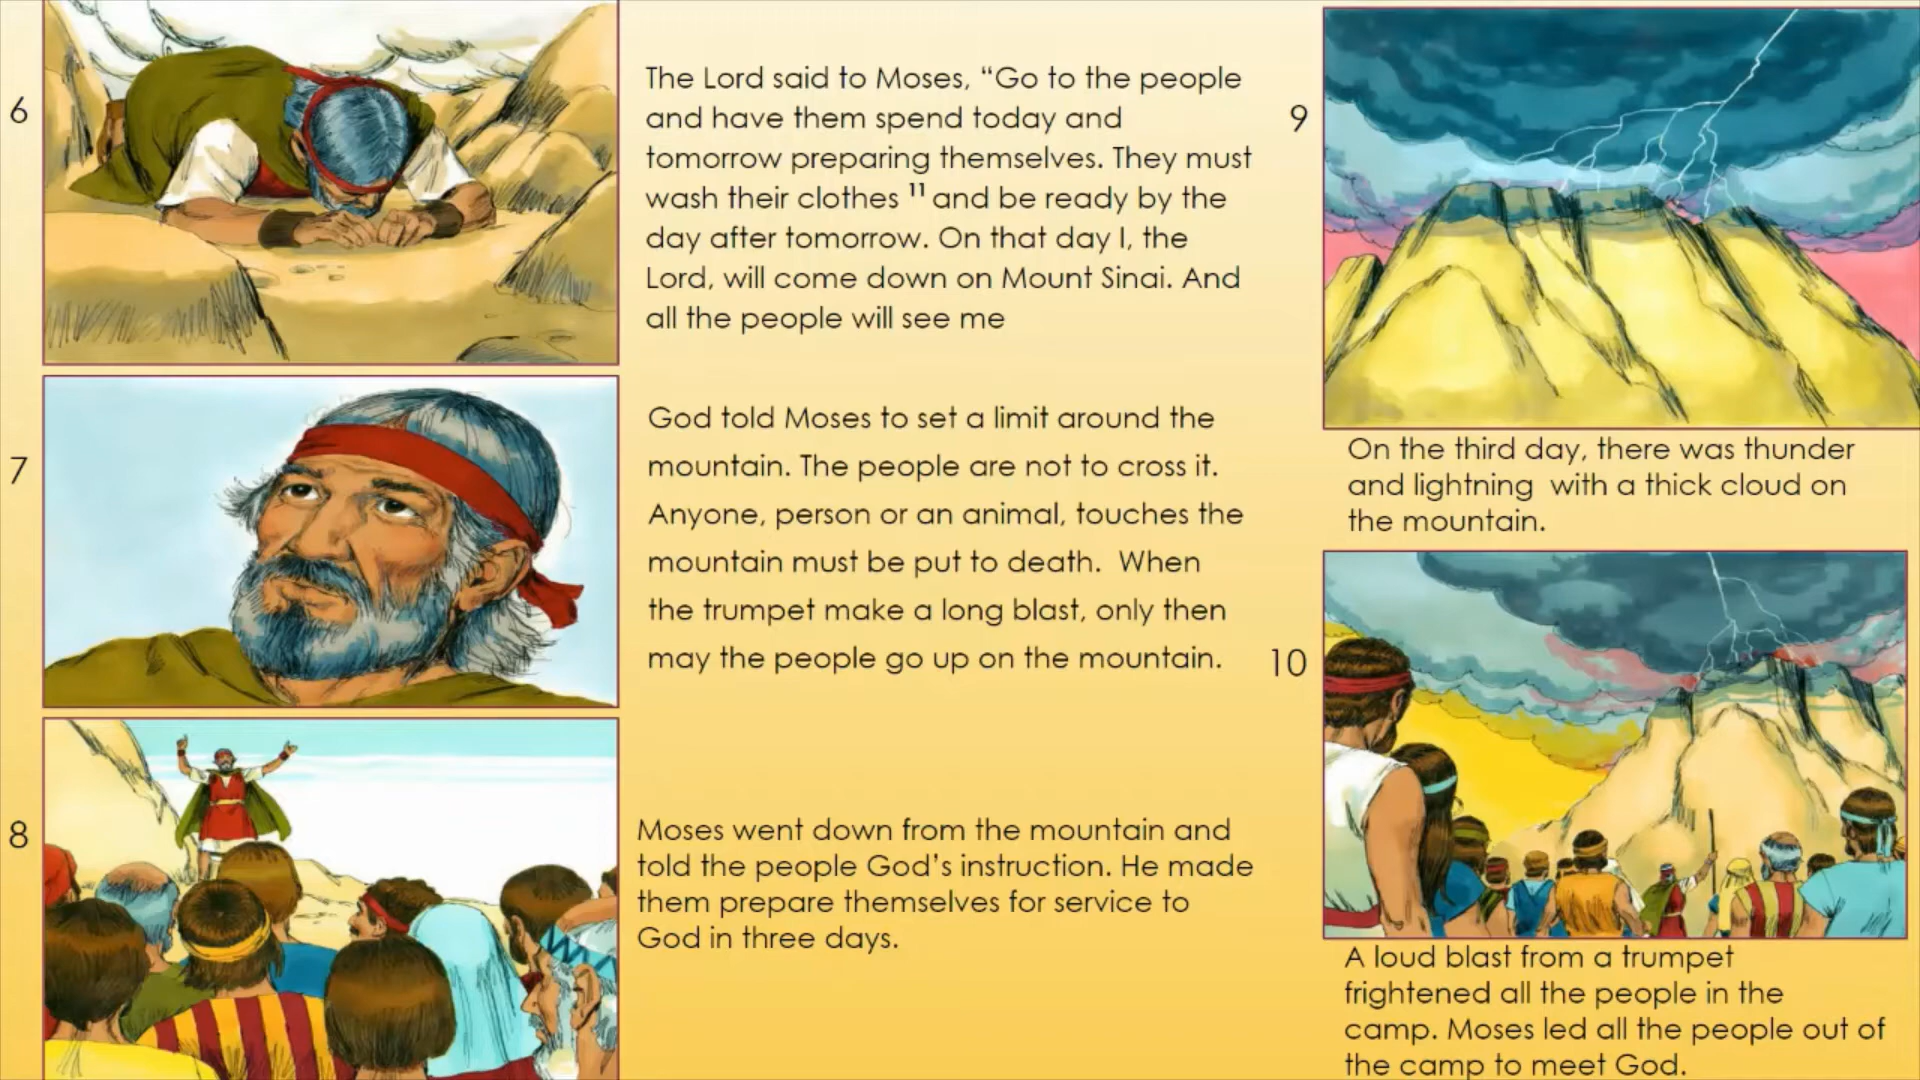 6
The Lord said to Moses, “Go to the people
and have them spend today and
tomorrow preparing themselves. They must
wash their clothes ¹¹ and be ready by the
day after tomorrow. On that day I, the
Lord, will come down on Mount Sinai. And
all the people will see me
7
God told Moses to set a limit around the
mountain. The people are not to cross it.
Anyone, person or an animal, touches the
mountain must be put to death.  When
the trumpet make a long blast, only then
may the people go up on the mountain.
8
Moses went down from the mountain and
told the people God’s instruction. He made
them prepare themselves for service to
God in three days.
9
On the third day, there was thunder
and lightning  with a thick cloud on
the mountain.
10
A loud blast from a trumpet
frightened all the people in the
camp. Moses led all the people out of
the camp to meet God.